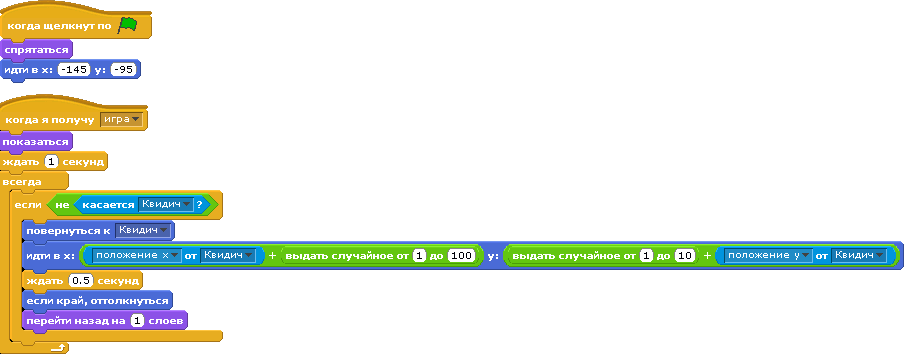 когда щелкнут по
спрятаться
идти в x: -145 y: -95
когда я получу игра
показаться
ждать 1 секунд
всегда
если не касается Квидич ?
повернуться к Квидич
идти в x: положение x от Квидич + выдать случайное от 1 до 100 y: выдать случайное от 1 до 10 + положение y от Квидич
ждать 0.5 секунд
если край, оттолкнуться
перейти назад на 1 слоев